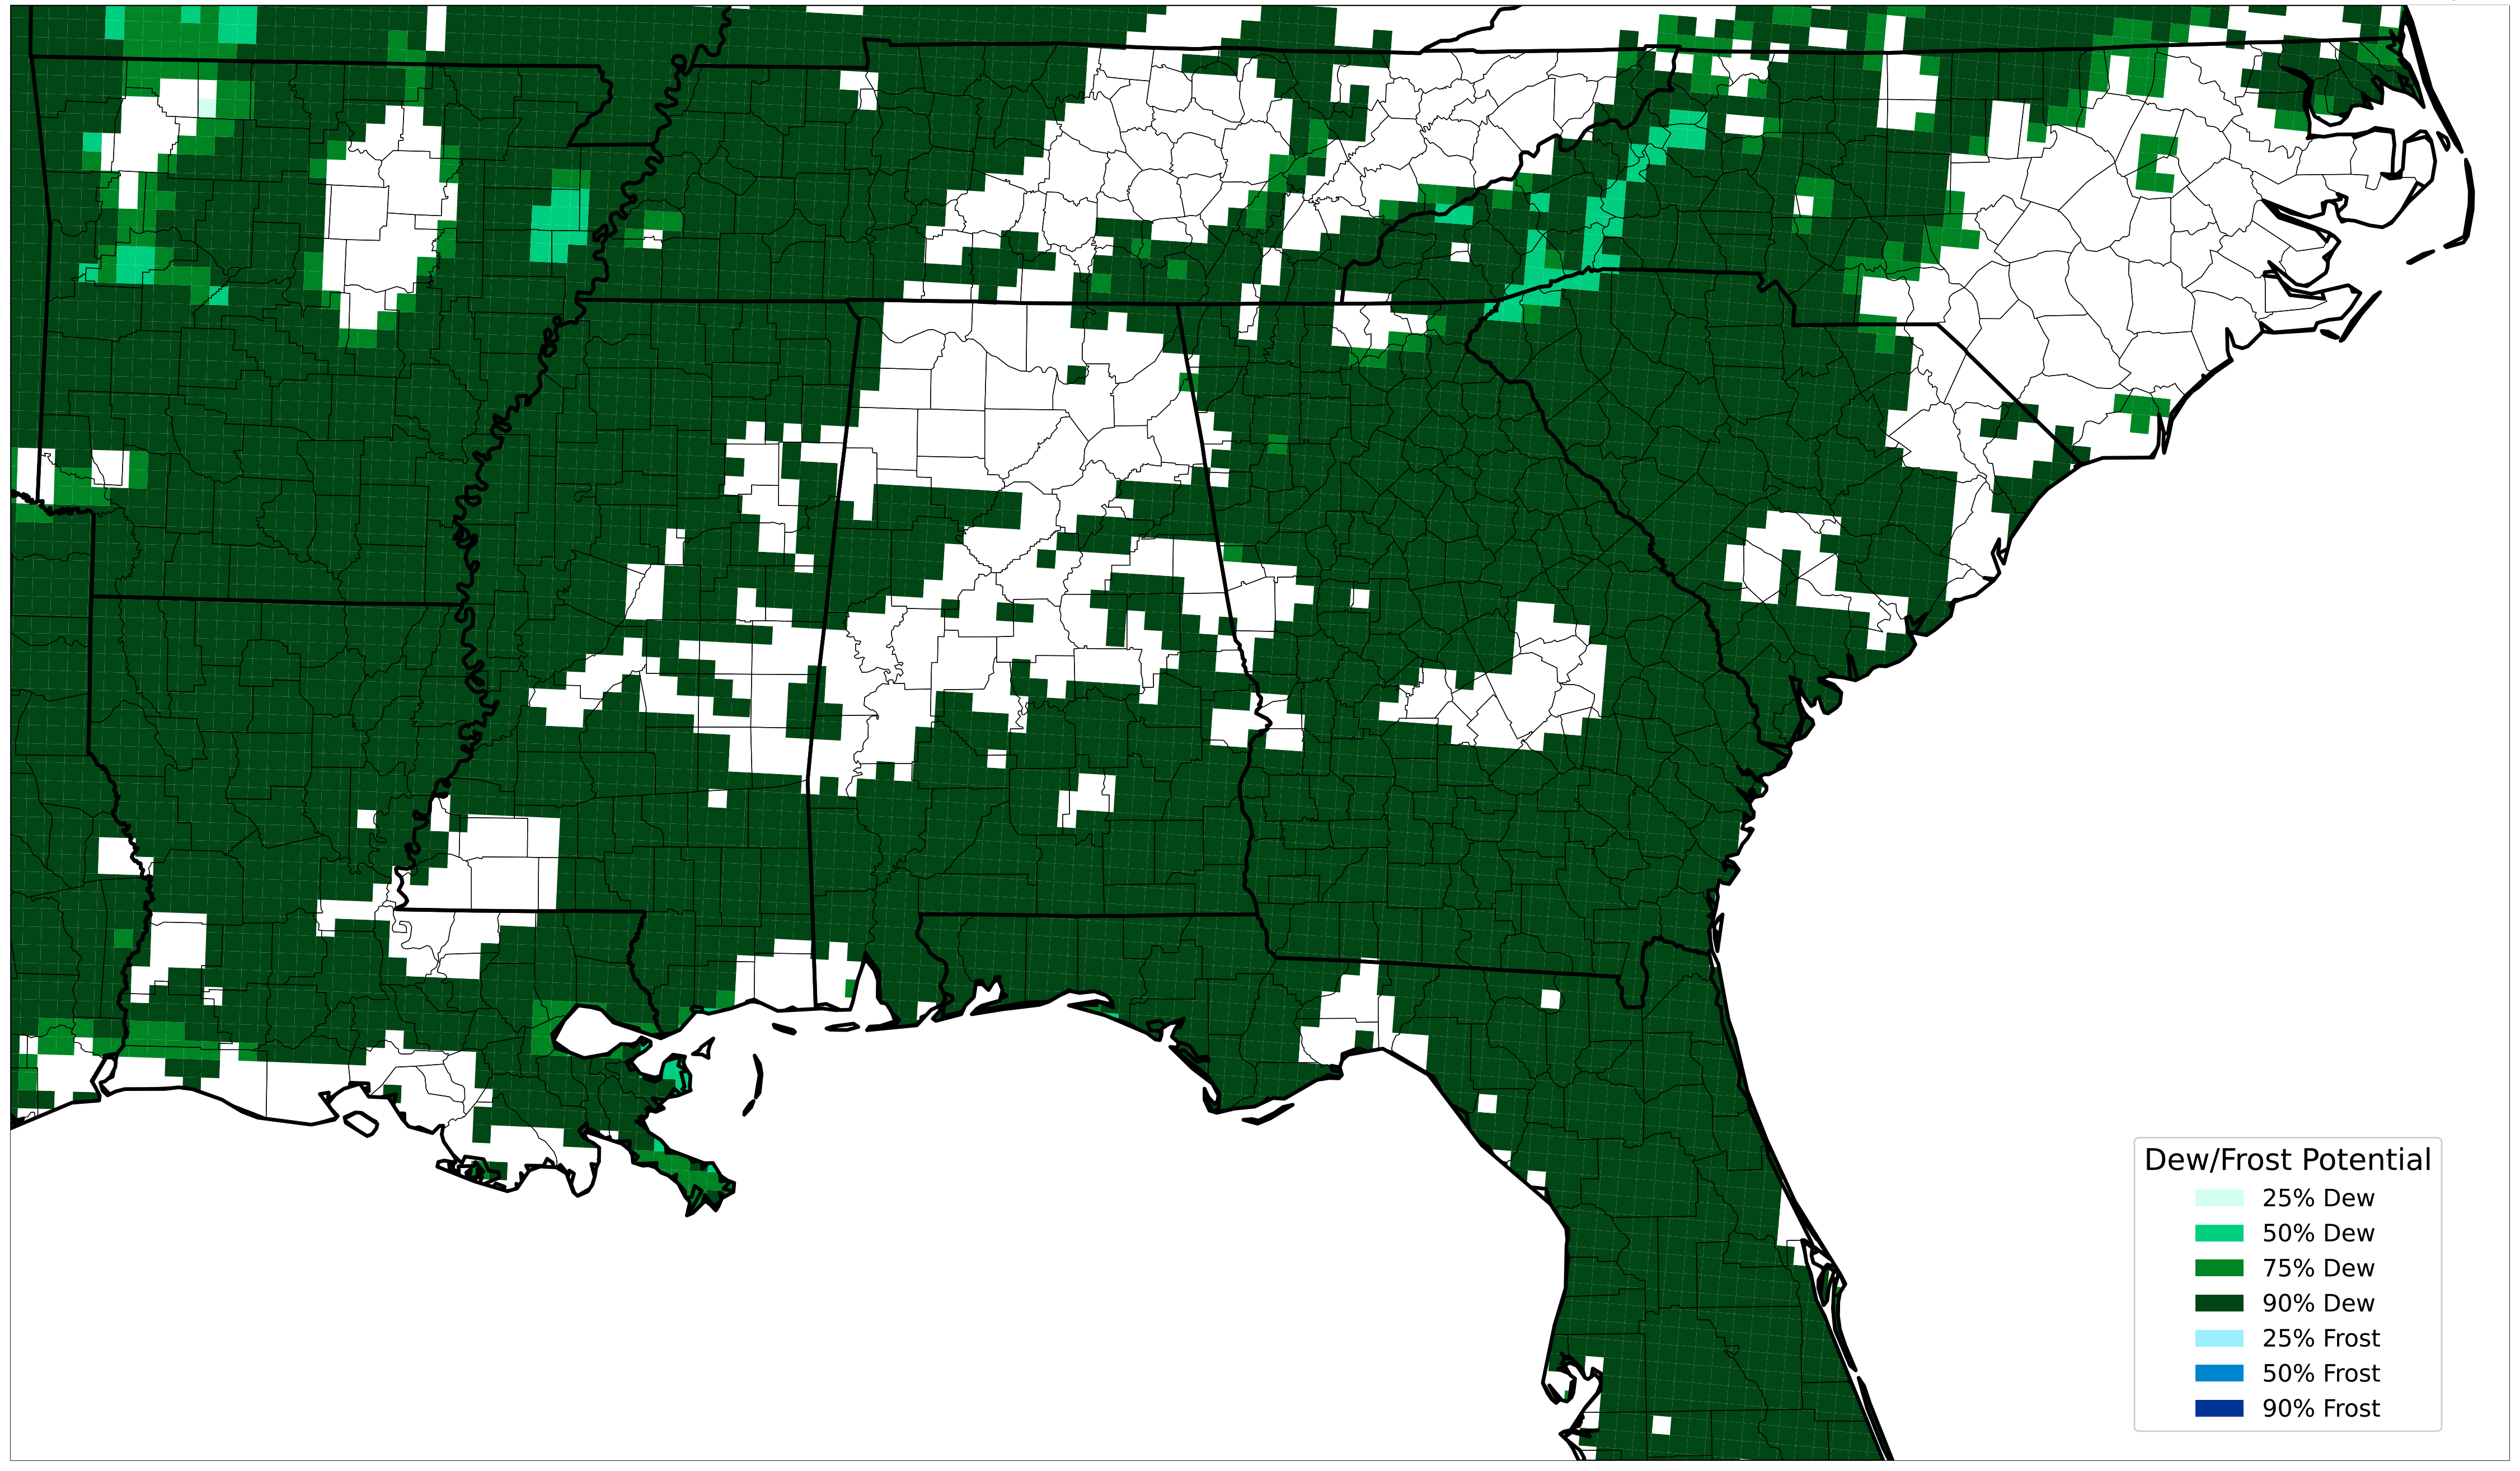 Dew/Frost Potential
25% Dew
50% Dew
75% Dew
90% Dew
25% Frost
50% Frost
90% Frost